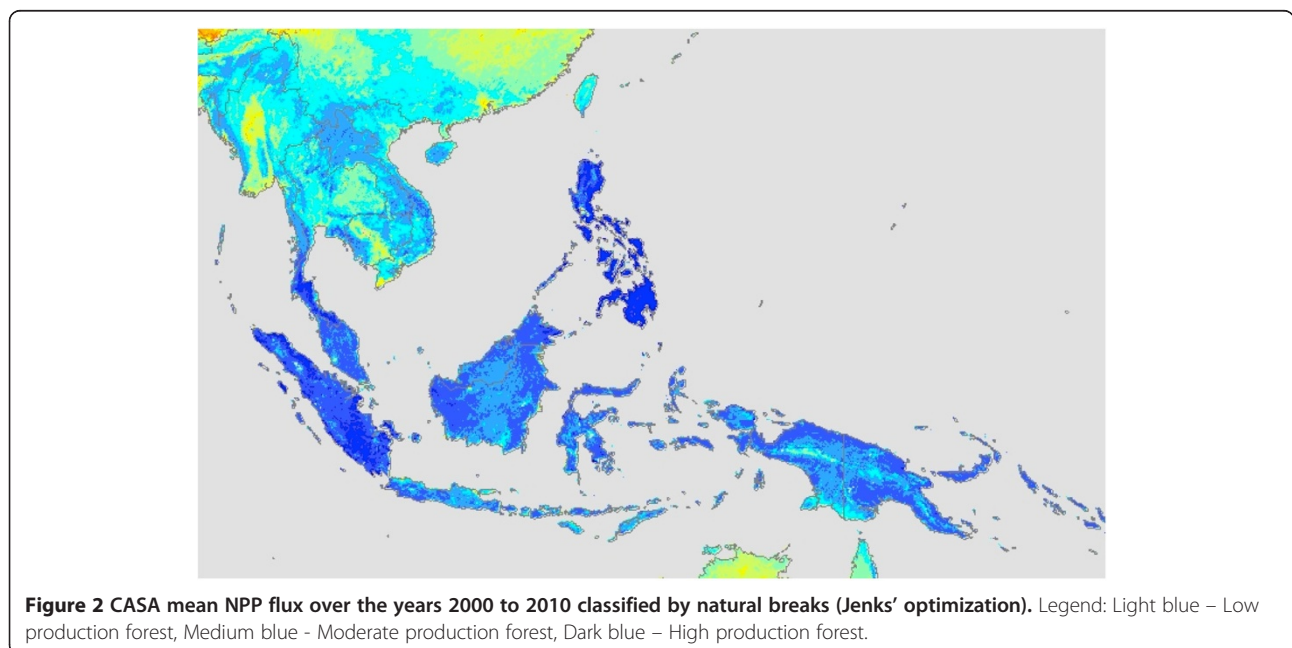 Figure 2 CASA mean NPP flux over the years 2000 to 2010 classified by natural breaks (Jenks' optimization). Legend: Light blue – Low
production forest, Medium blue - Moderate production forest, Dark blue – High production forest.